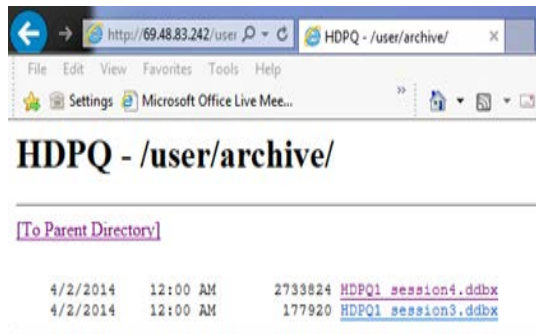 http://69.48.83.242/user
HDPQ - /user/archive/
File Edit View Favorites Tools Help
Settings Microsoft Office Live Mee...
HDPQ - /user/archive/
[To Parent Directory]
4/2/2014 12:00 AM 2733824 HDPQ1 session4.ddbx
4/2/2014 12:00 AM 177920 HDPQ1 session3.ddbx